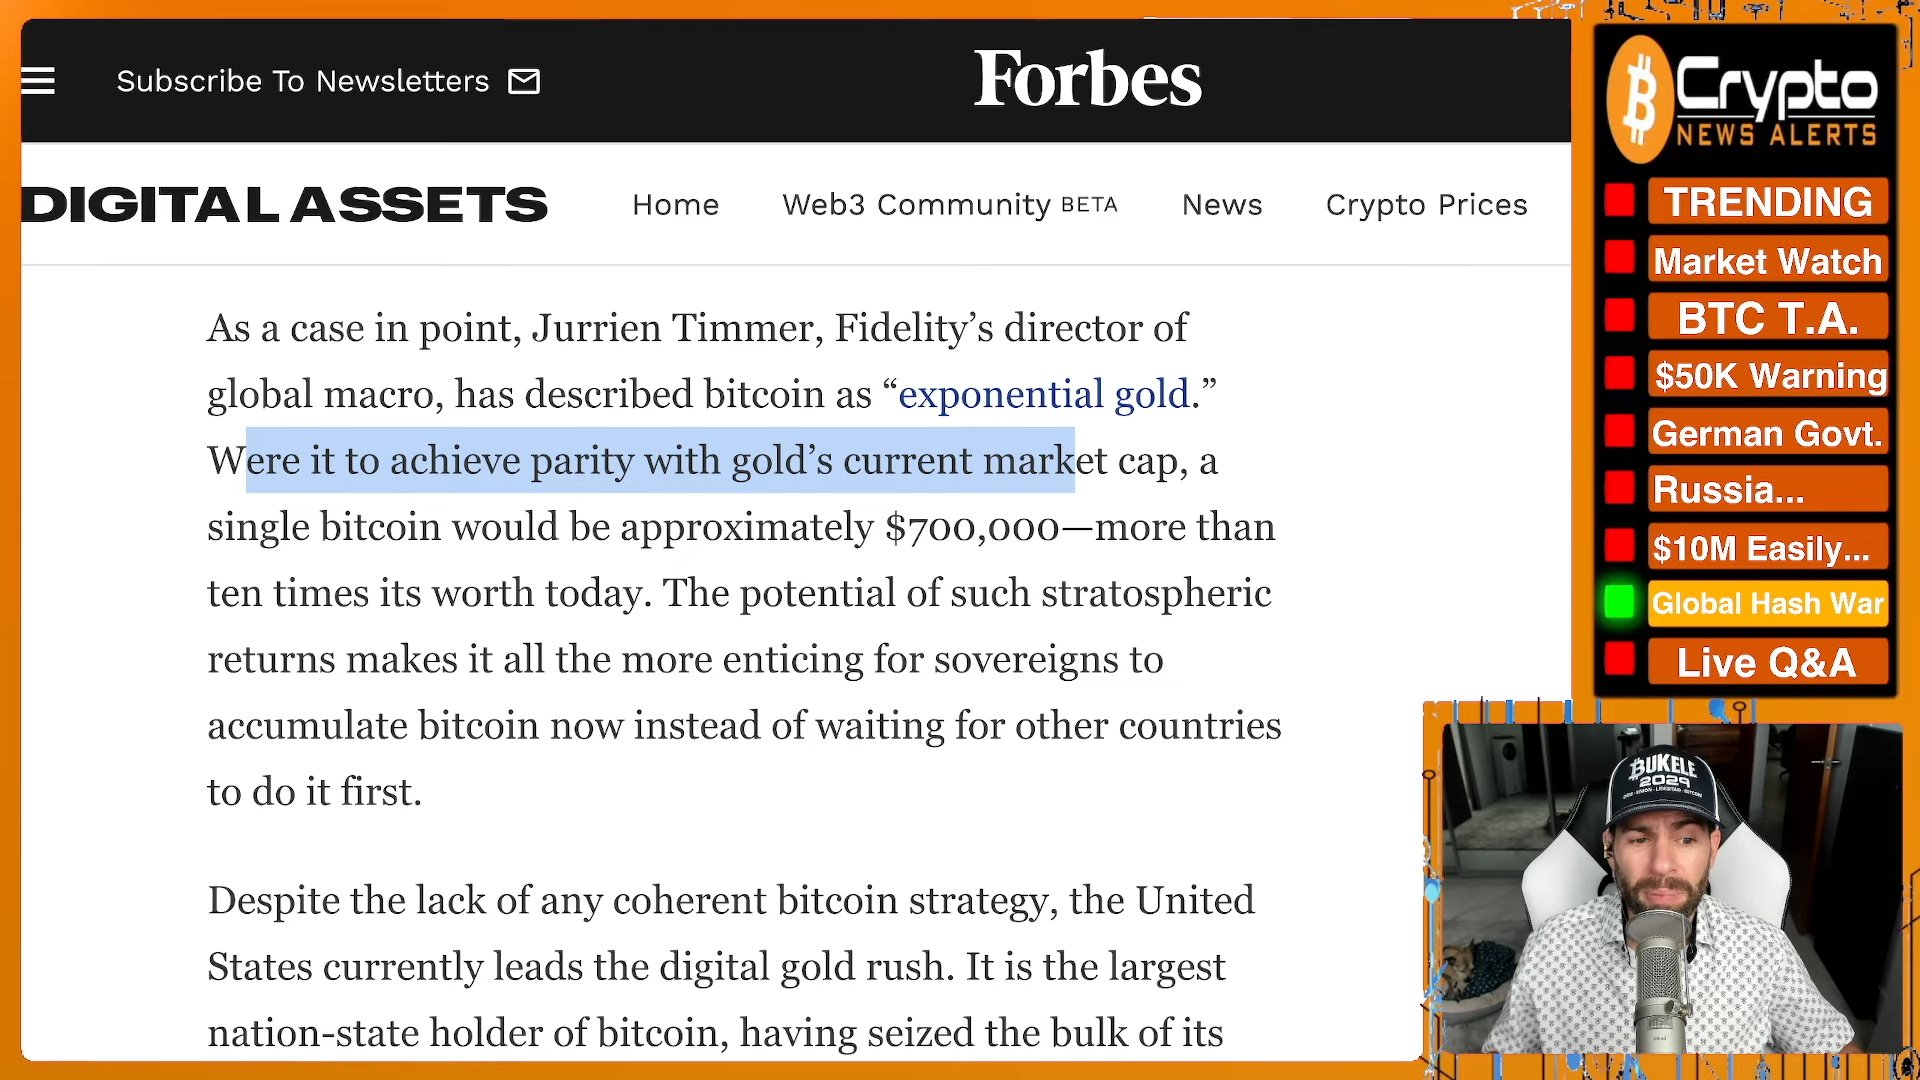 Subscribe To Newsletters
Forbes
DIGITAL ASSETS
Home
Web3 Community BETA
News
Crypto Prices
As a case in point, Jurrien Timmer, Fidelity’s director of
global macro, has described bitcoin as “exponential gold.”
Were it to achieve parity with gold’s current market cap, a
single bitcoin would be approximately $700,000—more than
ten times its worth today. The potential of such stratospheric
returns makes it all the more enticing for sovereigns to
accumulate bitcoin now instead of waiting for other countries
to do it first.
Despite the lack of any coherent bitcoin strategy, the United
States currently leads the digital gold rush. It is the largest
nation-state holder of bitcoin, having seized the bulk of its
Crypto
NEWS ALERTS
TRENDING
Market Watch
BTC T.A.
$50K Warning
German Govt.
Russia...
$10M Easily...
Global Hash War
Live Q&A
BUKELE
2029